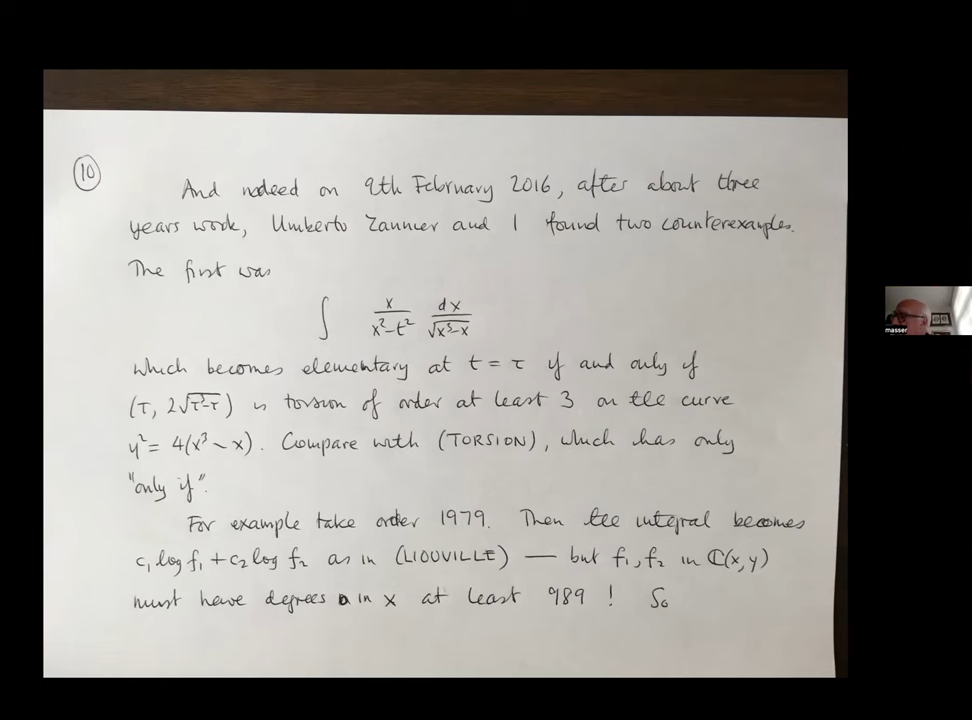 10
And indeed on 9th February 2016, after about three
years work, Umberto Zannier and I found two counterexamples.
The first was
∫ x/(x²-t²) dx/√(x³-x)
which becomes elementary at t = τ if and only if
(τ, 2√(τ³-τ)) is torsion of order at least 3 on the curve
y² = 4(x³ - x). Compare with (TORSION), which has only
"only if".
For example take order 1979. Then the integral becomes
c₁ log f₁ + c₂ log f₂ as in (LIOUVILLE) — but f₁, f₂ in ℂ(x, y)
must have degrees in x at least 989 ! So
masser